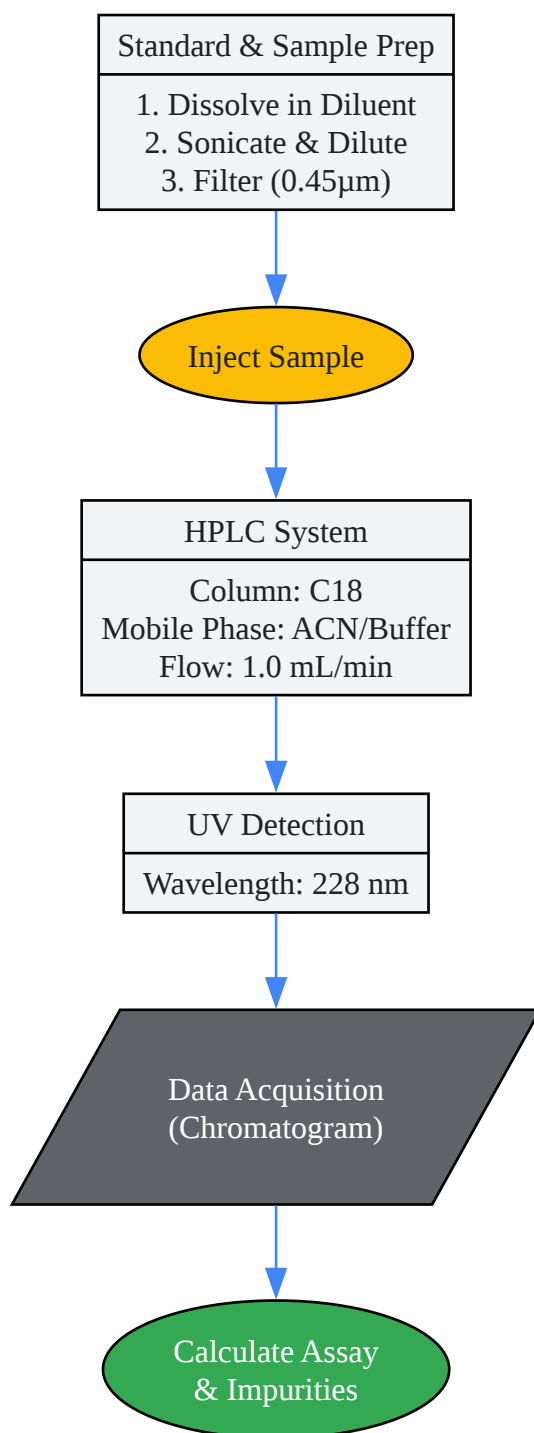 Standard & Sample Prep
1. Dissolve in Diluent
2. Sonicate & Dilute
3. Filter (0.45µm)
Inject Sample
HPLC System
Column: C18
Mobile Phase: ACN/Buffer
Flow: 1.0 mL/min
UV Detection
Wavelength: 228 nm
Data Acquisition
(Chromatogram)
Calculate Assay
& Impurities